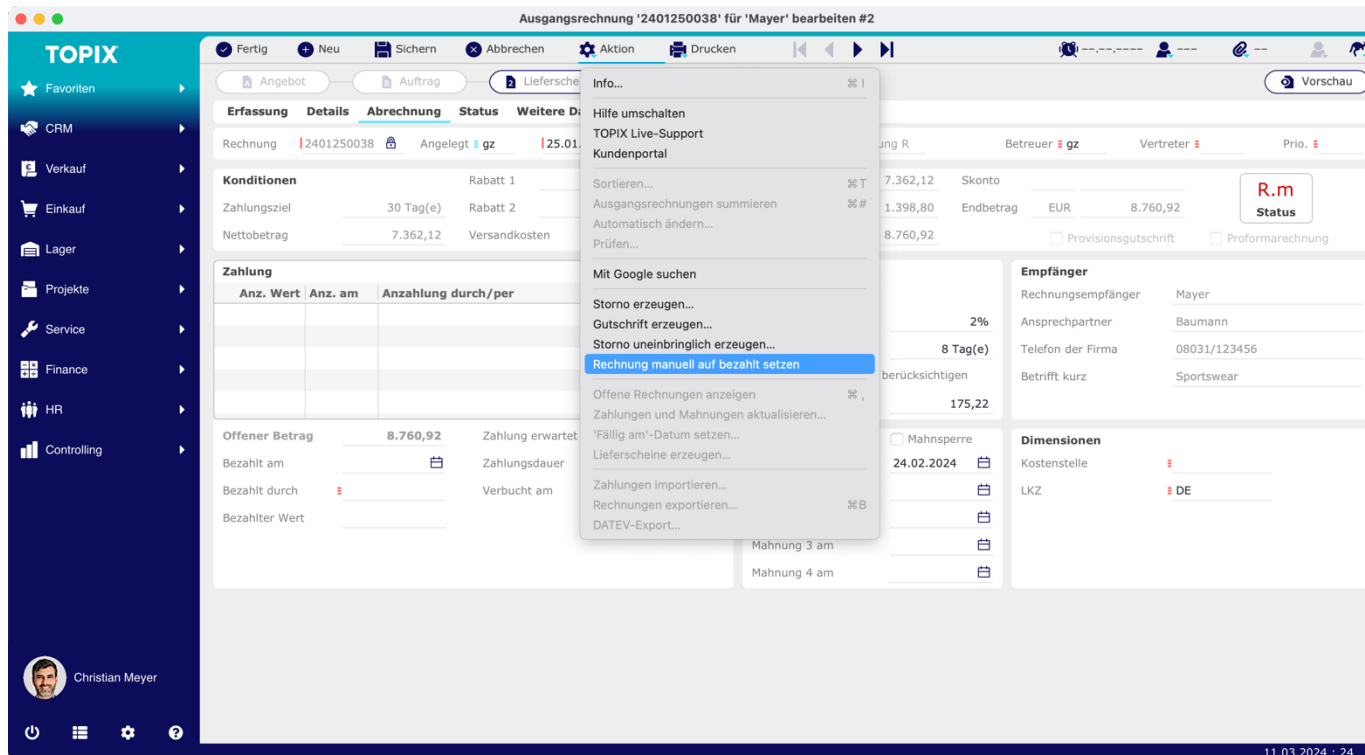 Ausgangsrechnung '2401250038' für 'Mayer' bearbeiten #2
TOPIX
Fertig Neu Sichern Abbrechen Aktion Drucken --.--.---- --- --
Favoriten
CRM
Verkauf
Einkauf
Lager
Projekte
Service
Finance
HR
Controlling
Christian Meyer
Angebot Auftrag Liefersche Vorschau
Erfassung Details Abrechnung Status Weitere Da
Rechnung 2401250038 Angelegt gz 25.01. ung R Betreuer gz Vertreter Prio.
Konditionen Rabatt 1 7.362,12 Skonto
Zahlungsziel 30 Tag(e) Rabatt 2 1.398,80 Endbetrag EUR 8.760,92
Nettobetrag 7.362,12 Versandkosten 8.760,92 Provisionsgutschrift Proformarechnung
R.m
Status
Info... ⌘ I
Hilfe umschalten
TOPIX Live-Support
Kundenportal
Sortieren... ⌘ T
Ausgangsrechnungen summieren ⌘ #
Automatisch ändern...
Prüfen...
Mit Google suchen
Storno erzeugen...
Gutschrift erzeugen...
Storno uneinbringlich erzeugen...
Rechnung manuell auf bezahlt setzen
Offene Rechnungen anzeigen ⌘ ,
Zahlungen und Mahnungen aktualisieren...
'Fällig am'-Datum setzen...
Lieferscheine erzeugen...
Zahlungen importieren...
Rechnungen exportieren... ⌘ B
DATEV-Export...
Zahlung
Anz. Wert Anz. am Anzahlung durch/per
2%
8 Tag(e)
berücksichtigen
175,22
Empfänger
Rechnungsempfänger Mayer
Ansprechpartner Baumann
Telefon der Firma 08031/123456
Betrifft kurz Sportswear
Offener Betrag 8.760,92 Zahlung erwartet
Bezahlt am Zahlungsdauer
Bezahlt durch Verbucht am
Bezahlter Wert
Mahnsperre
24.02.2024
Mahnung 3 am
Mahnung 4 am
Dimensionen
Kostenstelle
LKZ DE
11.03.2024 : 24